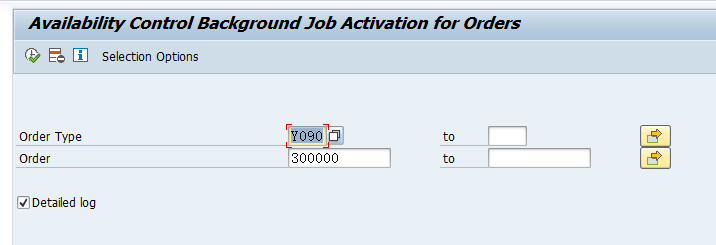 Availability Control Background Job Activation for Orders
Selection Options
Order Type Y090 to
Order 300000 to
Detailed log